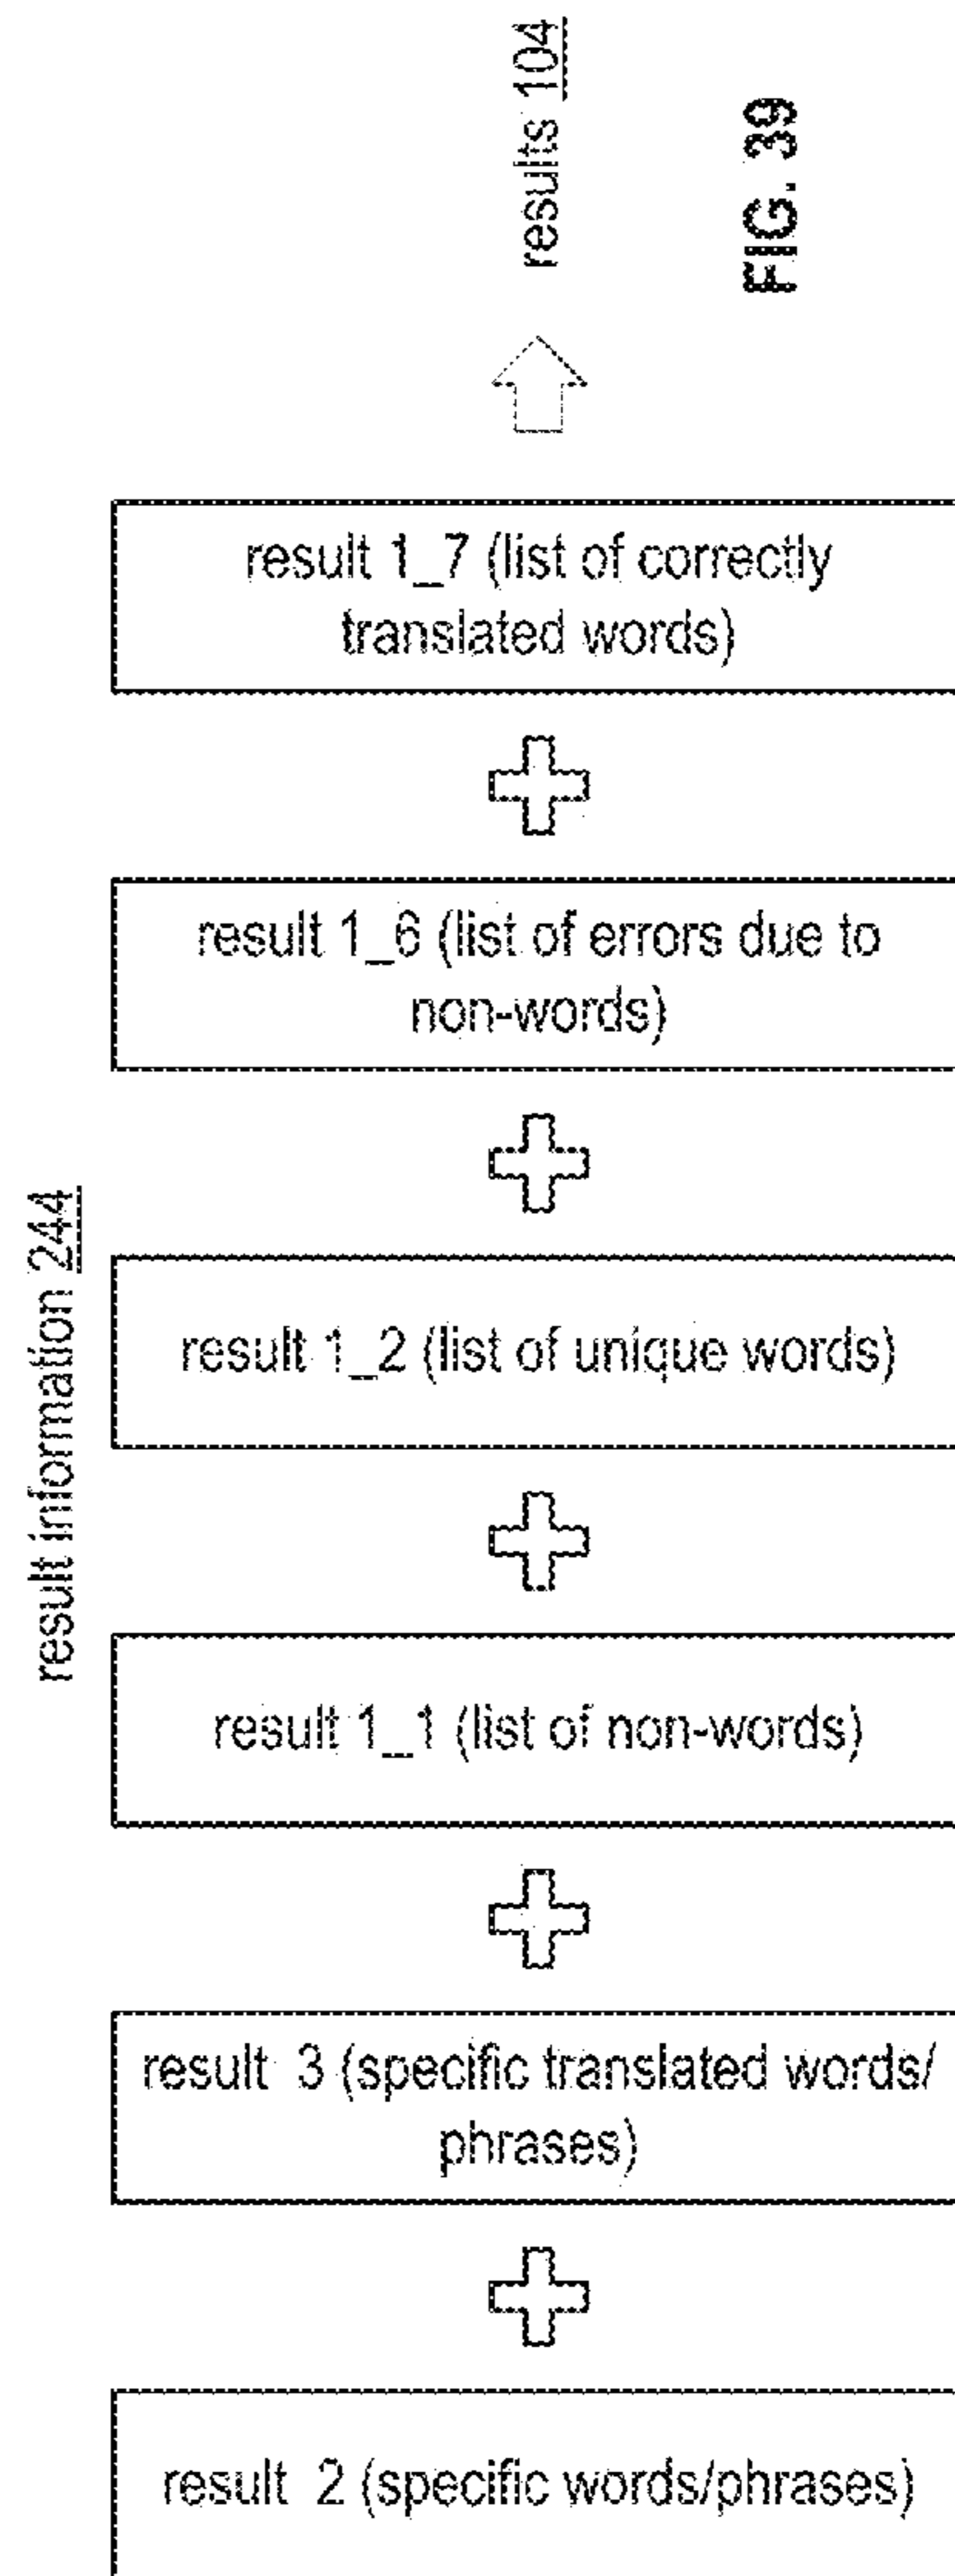 results 104
FIG. 39
result information 244
result 1_7 (list of correctly
translated words)
result 1_6 (list of errors due to
non-words)
result 1_2 (list of unique words)
result 1_1 (list of non-words)
result 3 (specific translated words/
phrases)
result 2 (specific words/phrases)